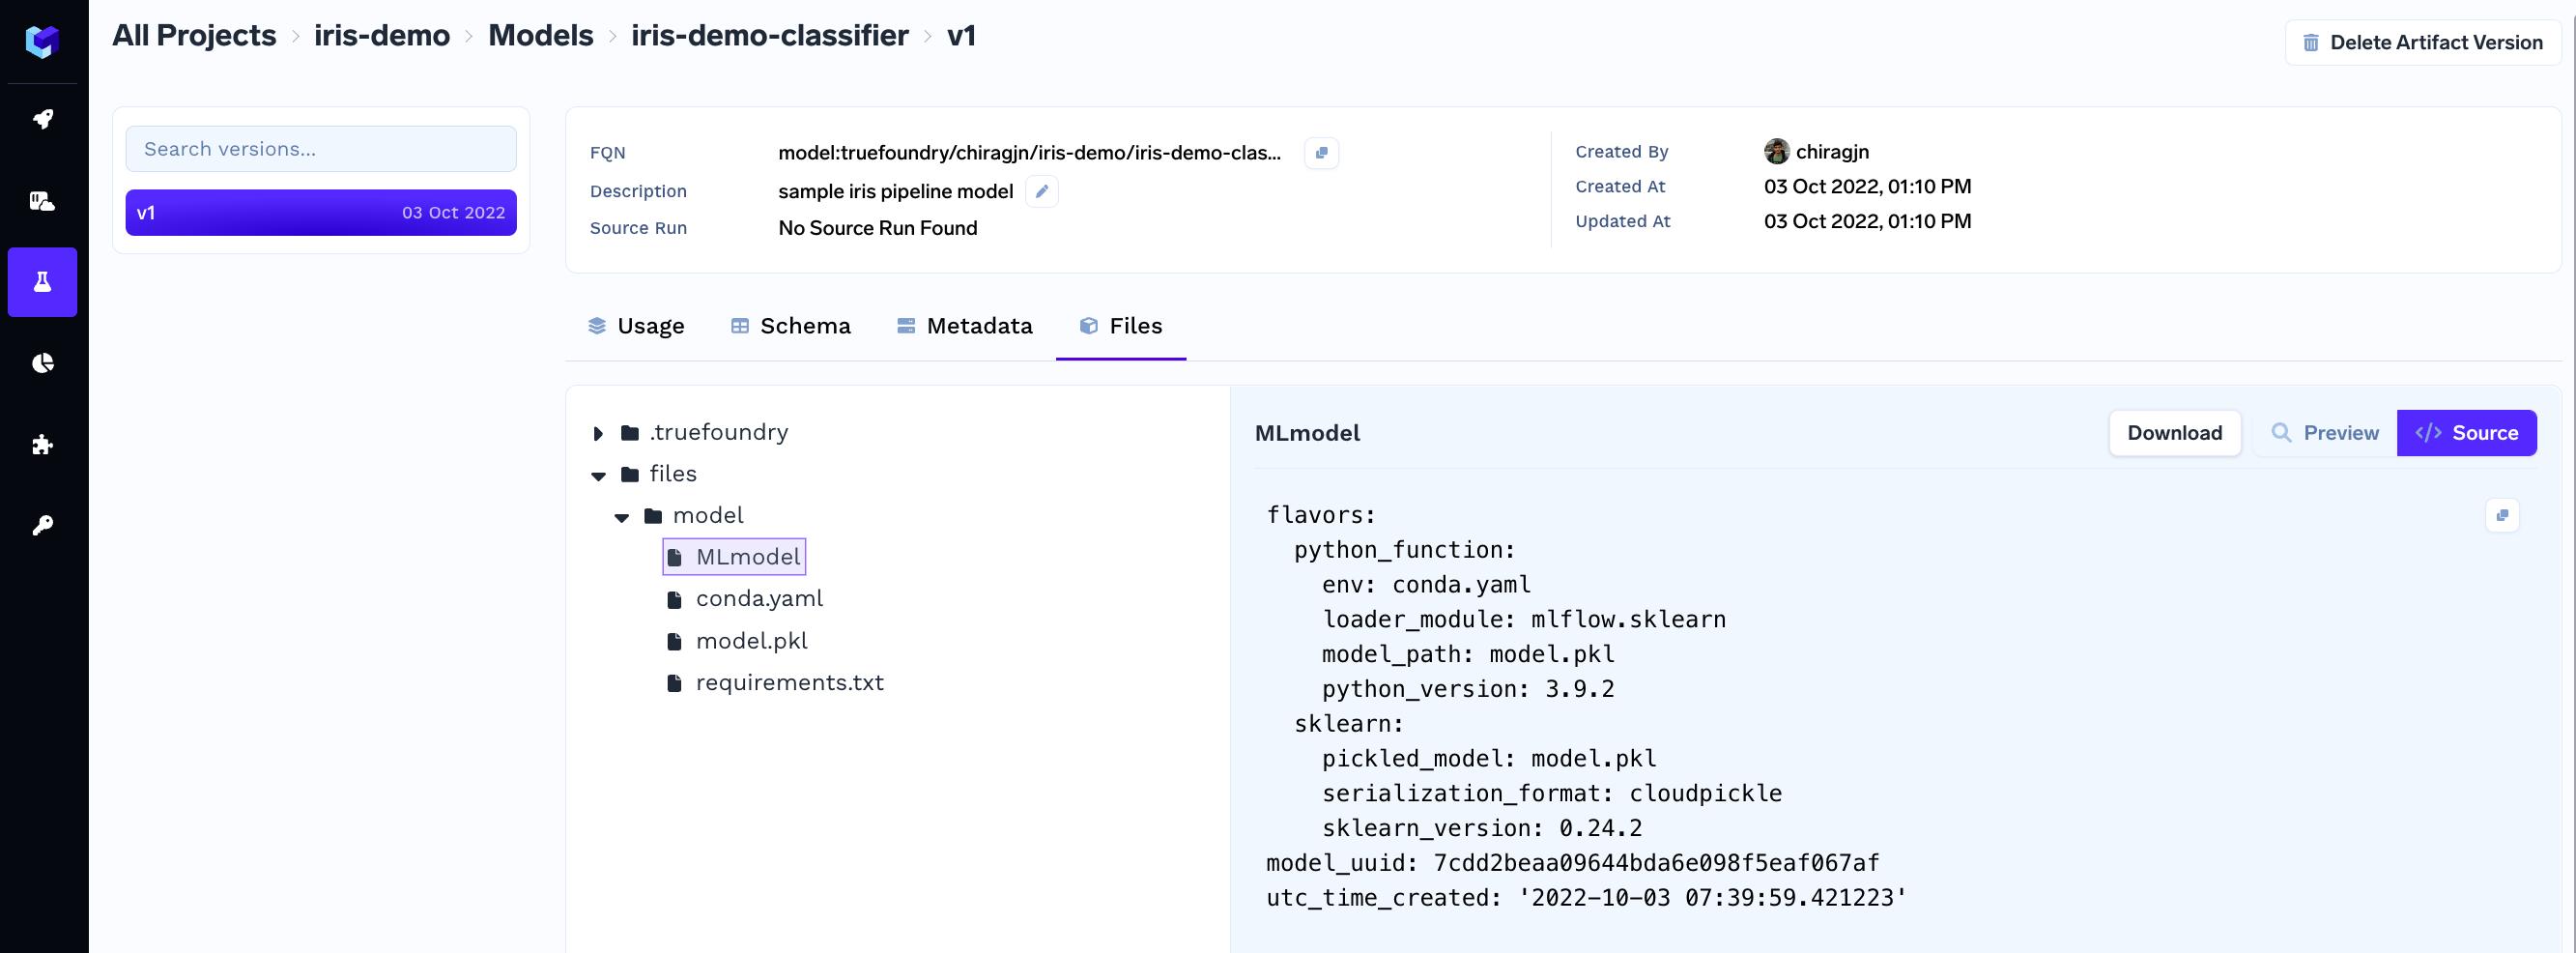 All Projects > iris-demo > Models > iris-demo-classifier > v1
Delete Artifact Version
Search versions...
v1 03 Oct 2022
FQN model:truefoundry/chiragjn/iris-demo/iris-demo-clas...
Description sample iris pipeline model
Source Run No Source Run Found
Created By chiragjn
Created At 03 Oct 2022, 01:10 PM
Updated At 03 Oct 2022, 01:10 PM
Usage Schema Metadata Files
.truefoundry
files
model
MLmodel
conda.yaml
model.pkl
requirements.txt
MLmodel Download Preview </> Source
flavors:
  python_function:
    env: conda.yaml
    loader_module: mlflow.sklearn
    model_path: model.pkl
    python_version: 3.9.2
  sklearn:
    pickled_model: model.pkl
    serialization_format: cloudpickle
    sklearn_version: 0.24.2
model_uuid: 7cdd2beaa09644bda6e098f5eaf067af
utc_time_created: '2022-10-03 07:39:59.421223'